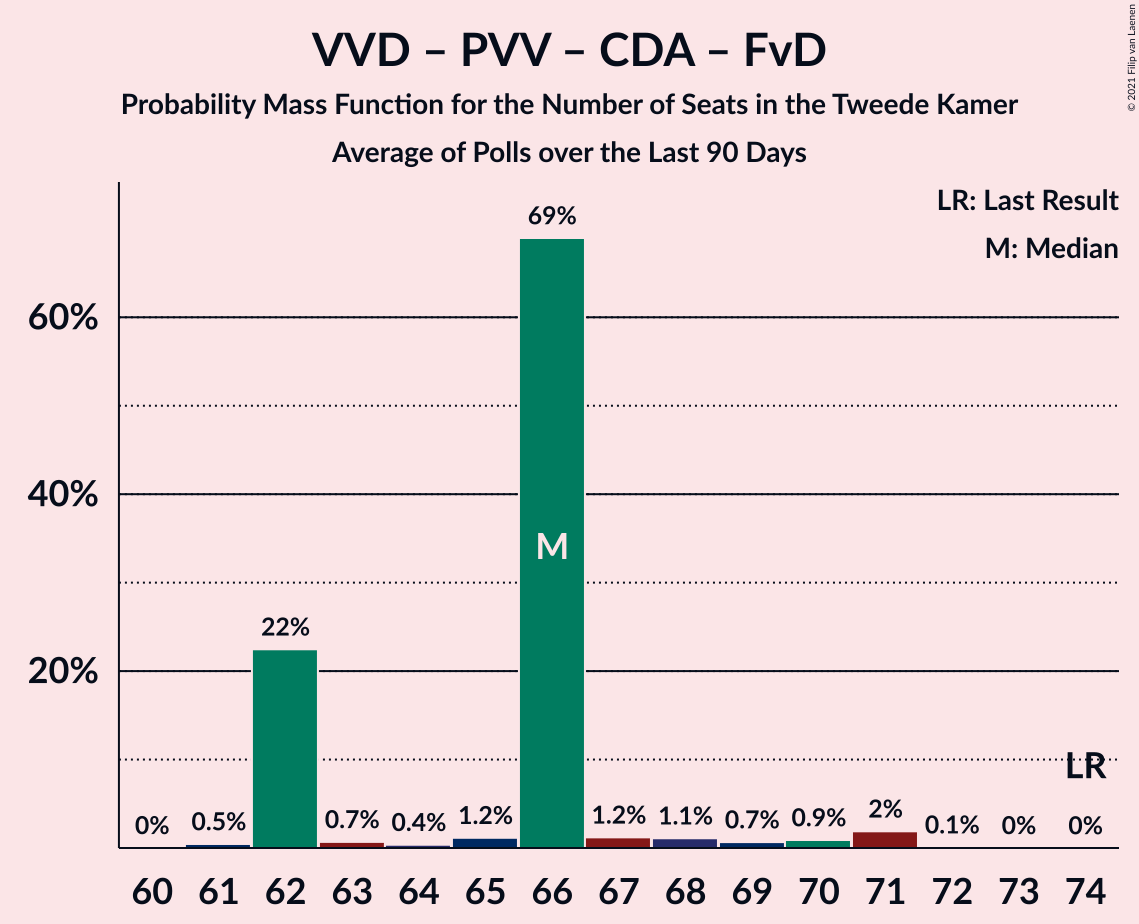 VVD – PVV – CDA – FvD
Probability Mass Function for the Number of Seats in the Tweede Kamer
Average of Polls over the Last 90 Days
© 2021 Filip van Laenen
LR: Last Result
M: Median
60%
40%
20%
0%
0.5%
22%
0.7%
0.4%
1.2%
69%
M
1.2%
1.1%
0.7%
0.9%
2%
0.1%
0%
0%
LR
60 61 62 63 64 65 66 67 68 69 70 71 72 73 74